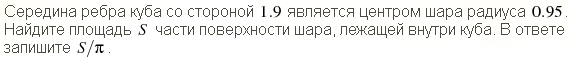 Середина ребра куба со стороной 1.9 является центром шара радиуса 0.95.
Найдите площадь S части поверхности шара, лежащей внутри куба. В ответе
запишите S/π.